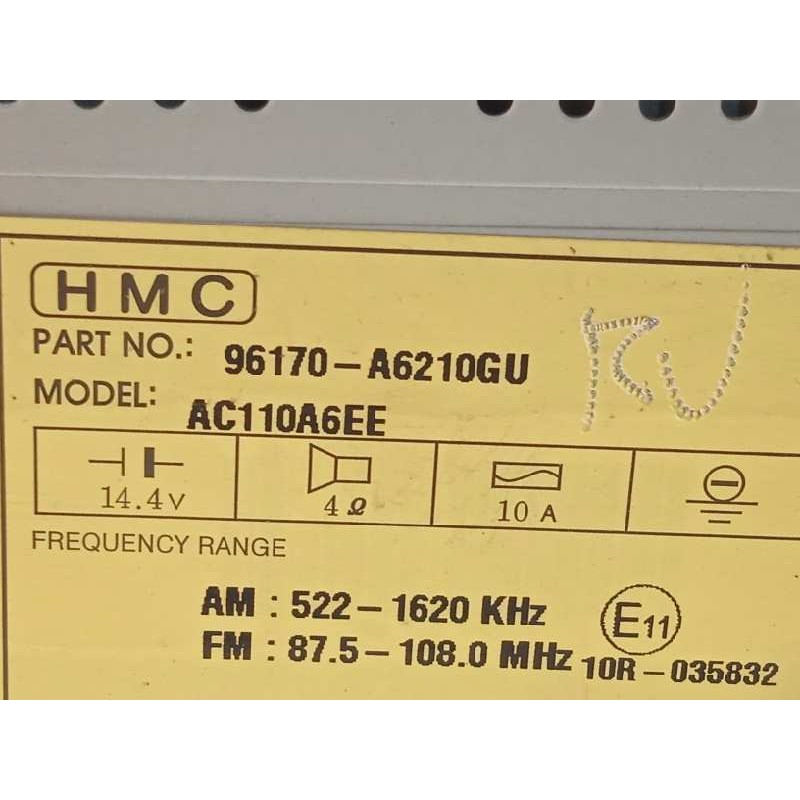 HMC
PART NO.: 96170-A6210GU
MODEL: AC110A6EE
14.4V 4Ω 10 A
FREQUENCY RANGE
AM : 522-1620 KHz
FM : 87.5-108.0 MHz
E11
10R-035832